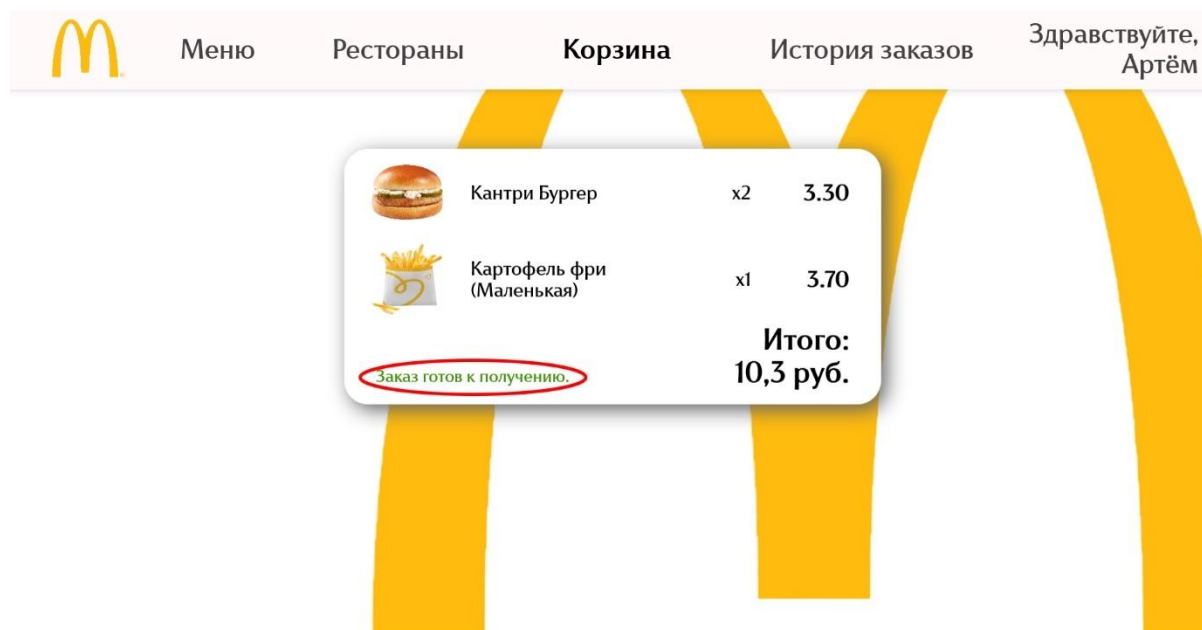 Меню Рестораны Корзина История заказов Здравствуйте,
Артём
Кантри Бургер x2 3.30
Картофель фри
(Маленькая) x1 3.70
Итого:
10,3 руб.
Заказ готов к получению.